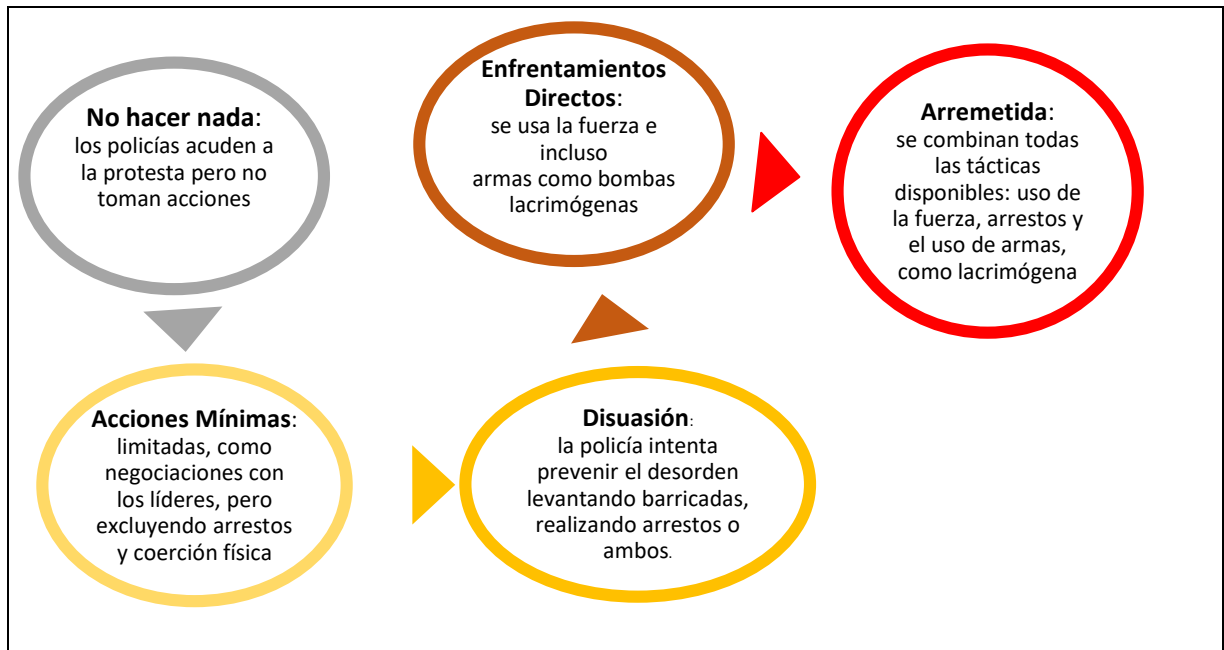 No hacer nada:
los policías acuden a
la protesta pero no
toman acciones
Acciones Mínimas:
limitadas, como
negociaciones con
los líderes, pero
excluyendo arrestos
y coerción física
Disuasión:
la policía intenta
prevenir el desorden
levantando barricadas,
realizando arrestos o
ambos.
Enfrentamientos
Directos:
se usa la fuerza e
incluso
armas como bombas
lacrimógenas
Arremetida:
se combinan todas
las tácticas
disponibles: uso de
la fuerza, arrestos y
el uso de armas,
como lacrimógena